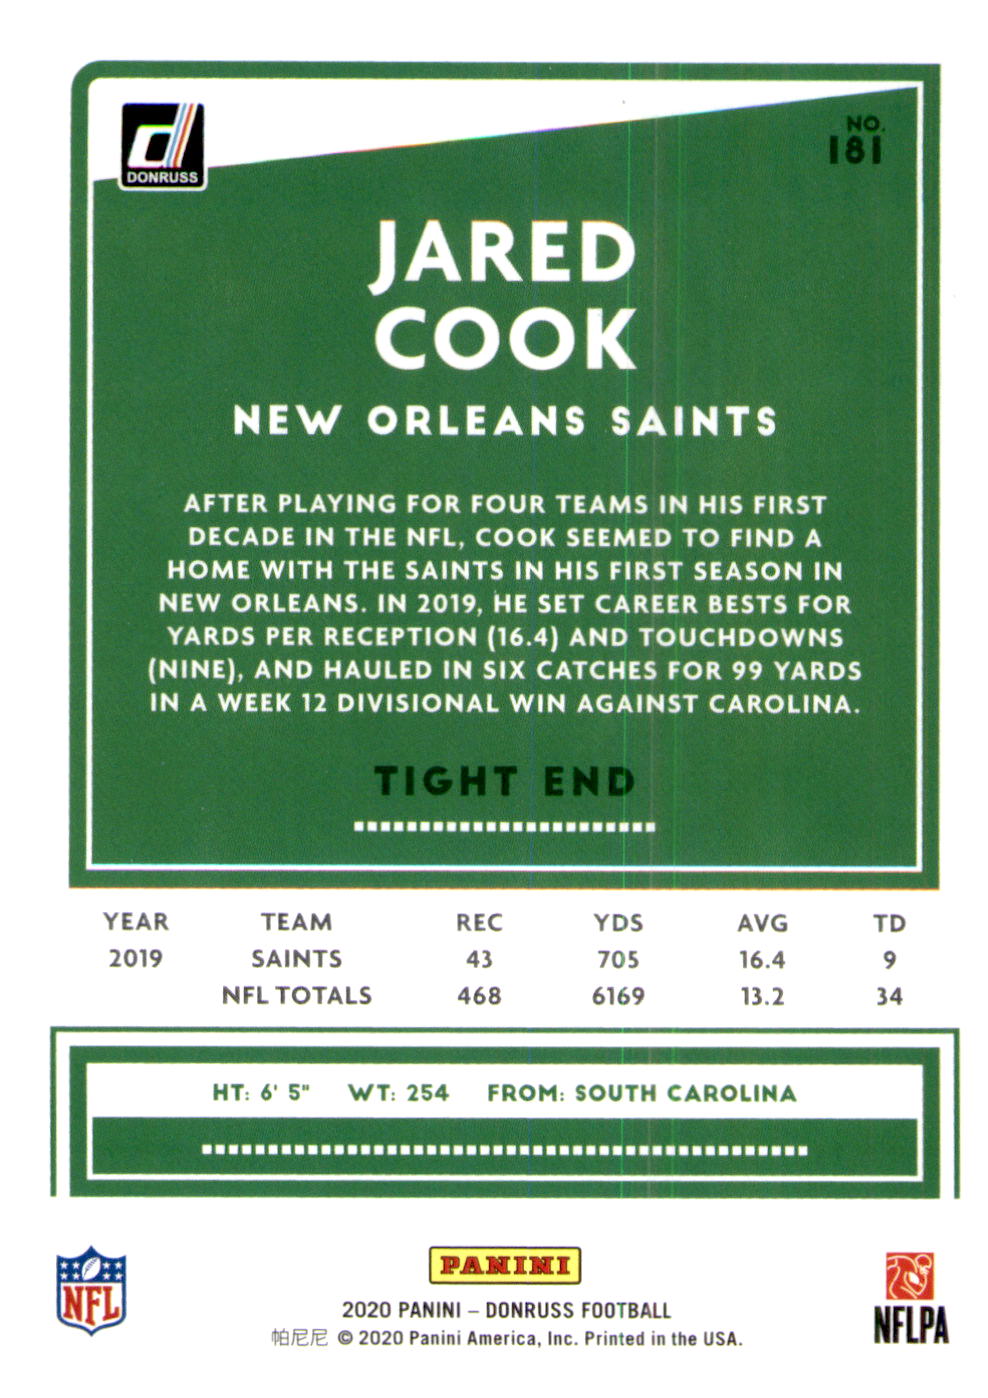 DONRUSS
NO.
181
JARED
COOK
NEW ORLEANS SAINTS
AFTER PLAYING FOR FOUR TEAMS IN HIS FIRST
DECADE IN THE NFL, COOK SEEMED TO FIND A
HOME WITH THE SAINTS IN HIS FIRST SEASON IN
NEW ORLEANS. IN 2019, HE SET CAREER BESTS FOR
YARDS PER RECEPTION (16.4) AND TOUCHDOWNS
(NINE), AND HAULED IN SIX CATCHES FOR 99 YARDS
IN A WEEK 12 DIVISIONAL WIN AGAINST CAROLINA.
TIGHT END
YEAR TEAM REC YDS AVG TD
2019 SAINTS 43 705 16.4 9
NFL TOTALS 468 6169 13.2 34
HT: 6' 5" WT: 254 FROM: SOUTH CAROLINA
NFL
PANINI
2020 PANINI – DONRUSS FOOTBALL
帕尼尼 © 2020 Panini America, Inc. Printed in the USA.
NFLPA